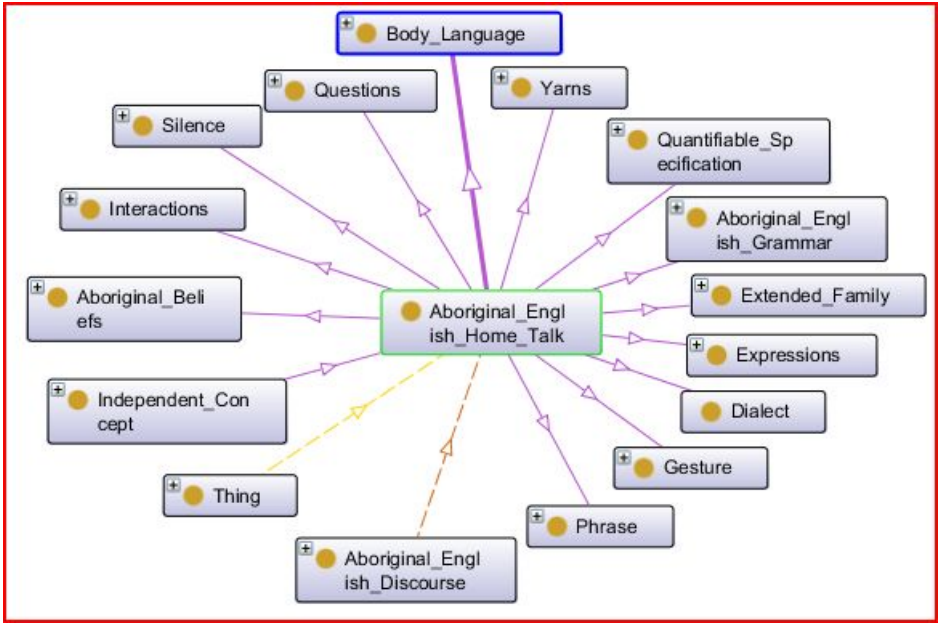 Body_Language
Questions
Yarns
Silence
Quantifiable_Sp
ecification
Interactions
Aboriginal_Engl
ish_Grammar
Aboriginal_Beli
efs
Extended_Family
Aboriginal_Engl
ish_Home_Talk
Expressions
Independent_Con
cept
Dialect
Gesture
Thing
Phrase
Aboriginal_Engl
ish_Discourse